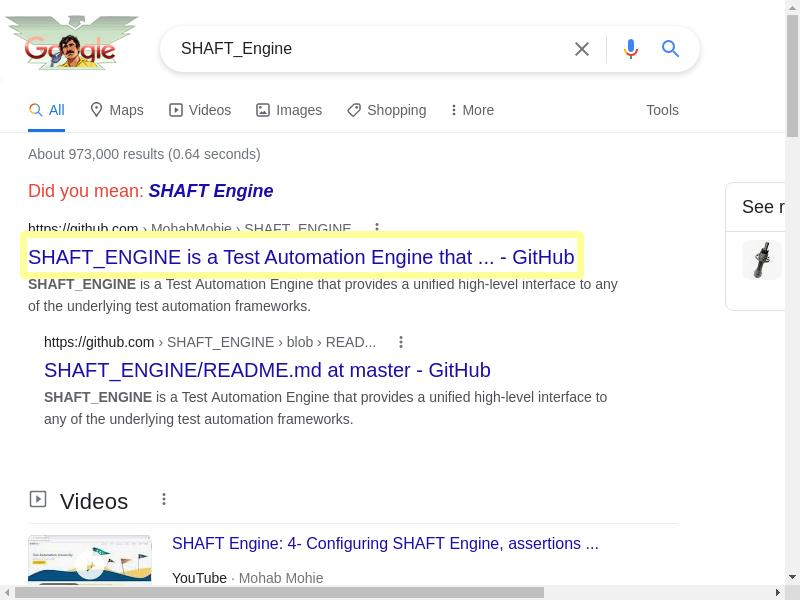 Google
SHAFT_Engine
All Maps Videos Images Shopping More Tools
About 973,000 results (0.64 seconds)
Did you mean: SHAFT Engine
https://github.com › MohabMohie › SHAFT_ENGINE
SHAFT_ENGINE is a Test Automation Engine that ... - GitHub
SHAFT_ENGINE is a Test Automation Engine that provides a unified high-level interface to any
of the underlying test automation frameworks.
https://github.com › SHAFT_ENGINE › blob › READ...
SHAFT_ENGINE/README.md at master - GitHub
SHAFT_ENGINE is a Test Automation Engine that provides a unified high-level interface to
any of the underlying test automation frameworks.
See r
Videos
SHAFT Engine: 4- Configuring SHAFT Engine, assertions ...
YouTube · Mohab Mohie